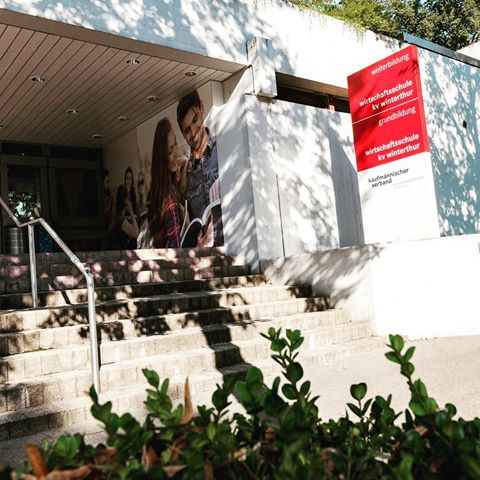 weiterbildung
wirtschaftsschule
kv winterthur
grundbildung
wirtschaftsschule
kv winterthur
kaufmännischer
verband